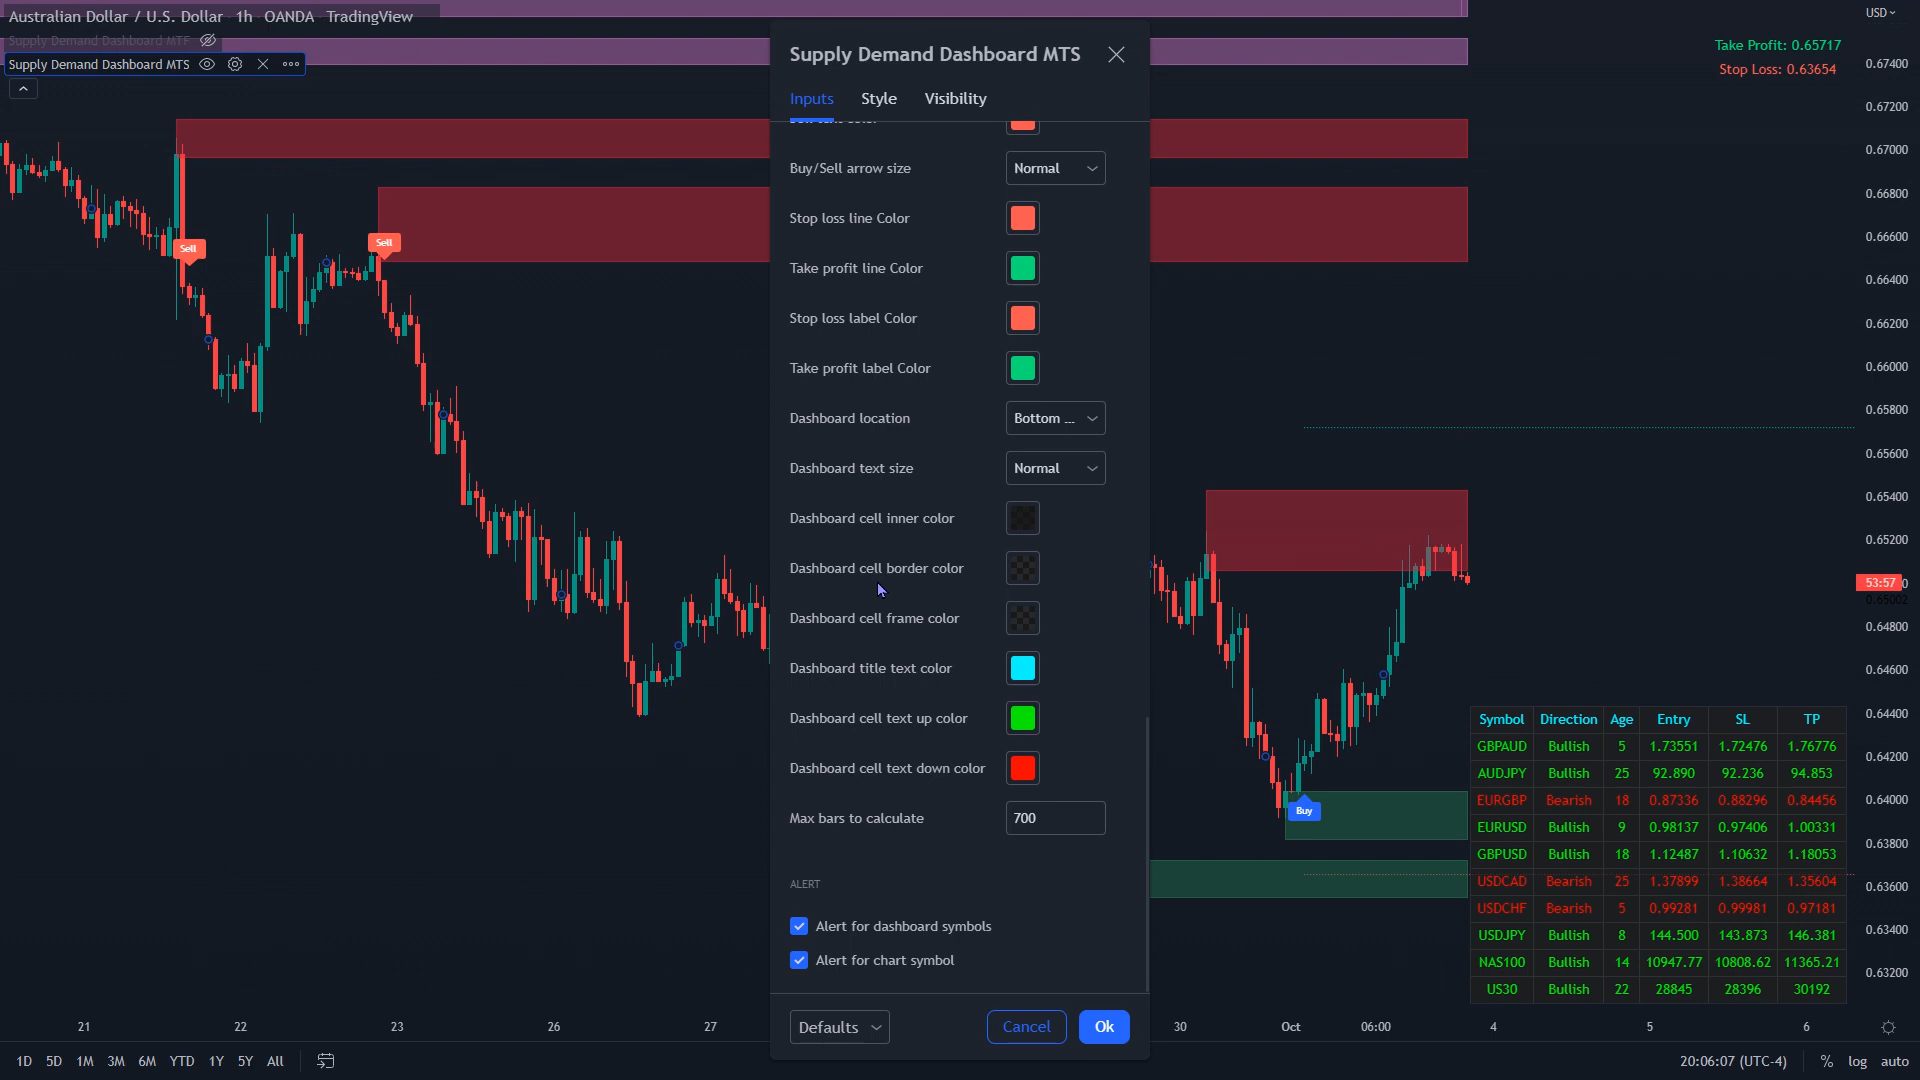 Australian Dollar / U.S. Dollar · 1h · OANDA · TradingView
Supply Demand Dashboard MTF
Supply Demand Dashboard MTS
USD
Take Profit: 0.65717
Stop Loss: 0.63654
Supply Demand Dashboard MTS
Inputs Style Visibility
Buy/Sell arrow size Normal
Stop loss line Color
Take profit line Color
Stop loss label Color
Take profit label Color
Dashboard location Bottom ...
Dashboard text size Normal
Dashboard cell inner color
Dashboard cell border color
Dashboard cell frame color
Dashboard title text color
Dashboard cell text up color
Dashboard cell text down color
Max bars to calculate 700
ALERT
Alert for dashboard symbols
Alert for chart symbol
Defaults Cancel Ok
Sell
Sell
Buy
0.67400
0.67200
0.67000
0.66800
0.66600
0.66400
0.66200
0.66000
0.65800
0.65600
0.65400
0.65200
53:57
0.65002
0.64800
0.64600
0.64400
0.64200
0.64000
0.63800
0.63600
0.63400
0.63200
Symbol Direction Age Entry SL TP
GBPAUD Bullish 5 1.73551 1.72476 1.76776
AUDJPY Bullish 25 92.890 92.236 94.853
EURGBP Bearish 18 0.87336 0.88296 0.84456
EURUSD Bullish 9 0.98137 0.97406 1.00331
GBPUSD Bullish 18 1.12487 1.10632 1.18053
USDCAD Bearish 25 1.37899 1.38664 1.35604
USDCHF Bearish 5 0.99281 0.99981 0.97181
USDJPY Bullish 8 144.500 143.873 146.381
NAS100 Bullish 14 10947.77 10808.62 11365.21
US30 Bullish 22 28845 28396 30192
21 22 23 26 27 30 Oct 06:00 4 5 6
1D 5D 1M 3M 6M YTD 1Y 5Y All
20:06:07 (UTC-4) % log auto